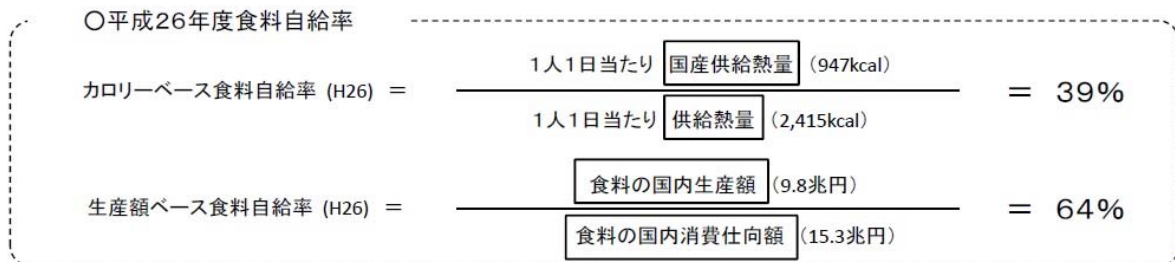 ○平成26年度食料自給率
1人1日当たり 国産供給熱量 (947kcal)
カロリーベース食料自給率 (H26) = = 39%
1人1日当たり 供給熱量 (2,415kcal)
食料の国内生産額 (9.8兆円)
生産額ベース食料自給率 (H26) = = 64%
食料の国内消費仕向額 (15.3兆円)